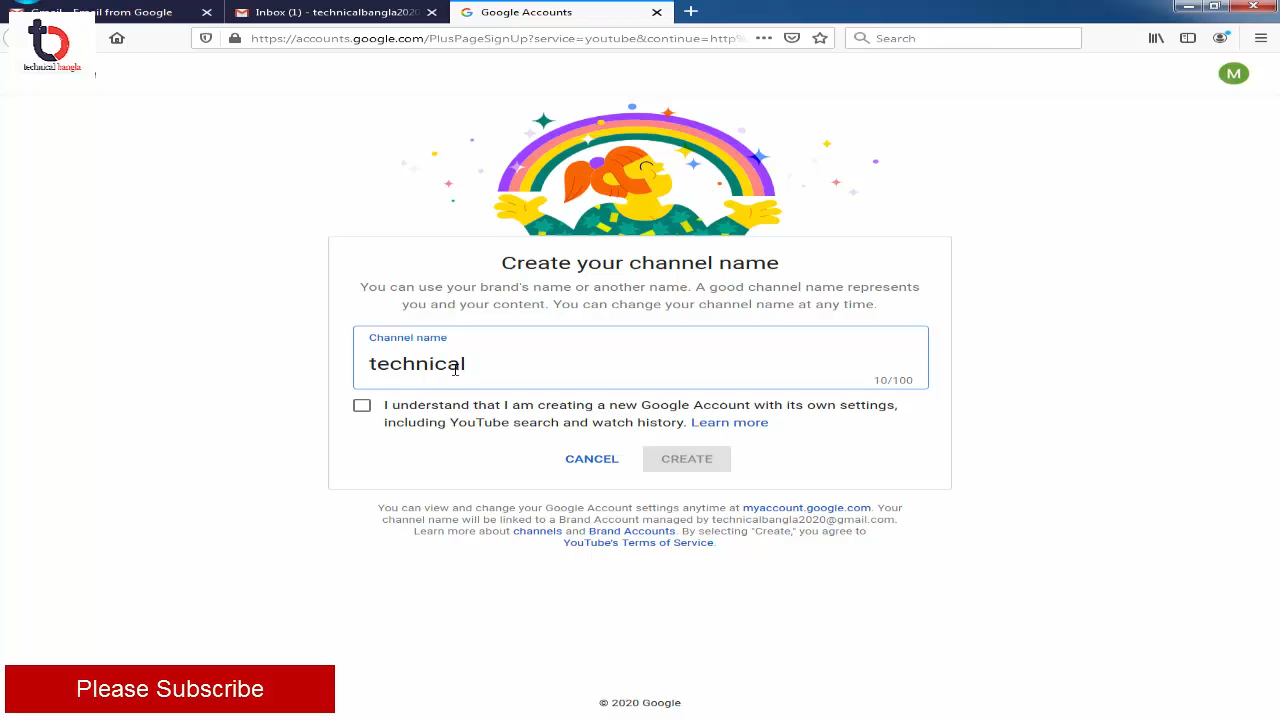 Gmail - Email from Google
Inbox (1) - technicalbangla2020
Google Accounts
https://accounts.google.com/PlusPageSignUp?service=youtube&continue=http%
Search
technical bangla
M
Create your channel name
You can use your brand's name or another name. A good channel name represents
you and your content. You can change your channel name at any time.
Channel name
technical
10/100
I understand that I am creating a new Google Account with its own settings,
including YouTube search and watch history. Learn more
CANCEL
CREATE
You can view and change your Google Account settings anytime at myaccount.google.com. Your
channel name will be linked to a Brand Account managed by technicalbangla2020@gmail.com.
Learn more about channels and Brand Accounts. By selecting "Create," you agree to
YouTube's Terms of Service.
Please Subscribe
© 2020 Google